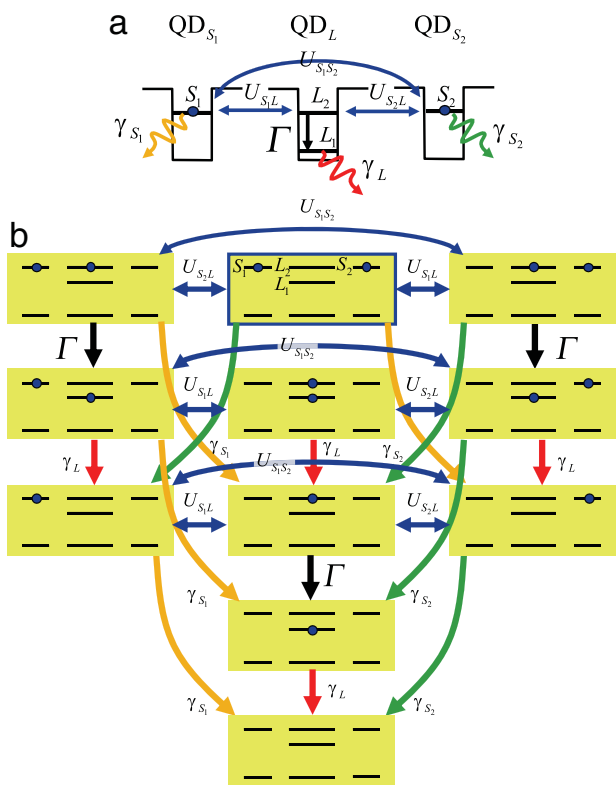 a
QD_{S_1} QD_L QD_{S_2}
U_{S_1S_2}
S_1 U_{S_1L} L_2 U_{S_2L} S_2
γ_{S_1} Γ L_1 γ_L γ_{S_2}
U_{S_1S_2}
b
U_{S_2L} S_1 L_2 S_2 U_{S_1L}
L_1
Γ U_{S_1S_2} Γ
U_{S_1L} U_{S_2L}
γ_L γ_{S_1} γ_L γ_{S_2} γ_L
U_{S_1S_2}
U_{S_1L} U_{S_2L}
γ_{S_1} Γ γ_{S_2}
γ_{S_1} γ_L γ_{S_2}